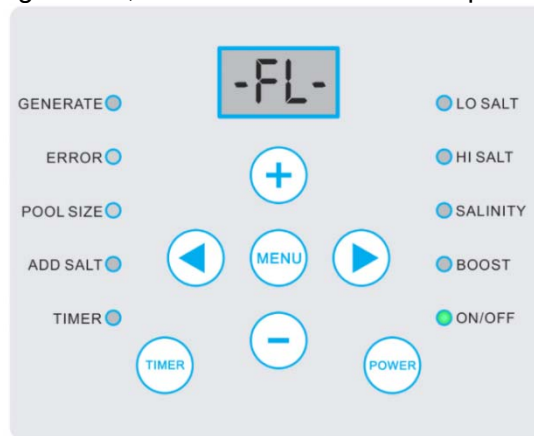 -FL-
GENERATE
LO SALT
ERROR
HI SALT
+
POOL SIZE
SALINITY
ADD SALT
MENU
BOOST
TIMER
ON/OFF
-
TIMER
POWER